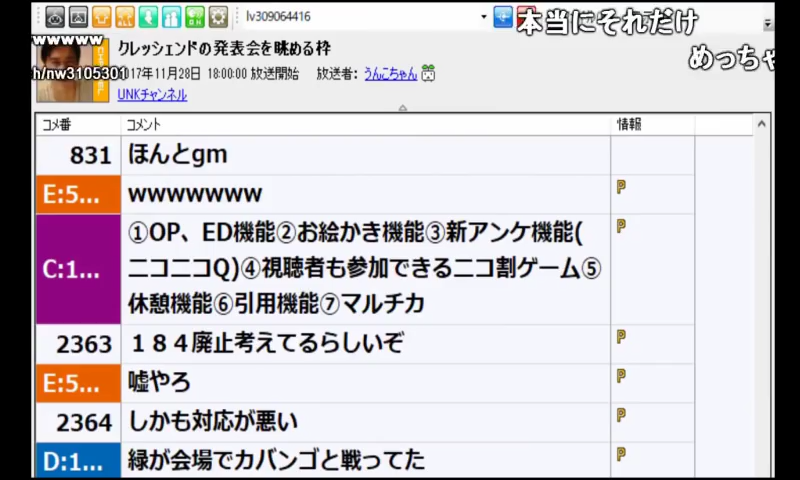 lv309064416
本当にそれだけ
wwwww
クレッシェンドの発表会を眺める枠
めっちゃ
h/nw3105301
017年11月28日 18:00:00 放送開始 放送者: うんこちゃん
UNKチャンネル
コメ番 コメント 情報
831 ほんとgm
E:5... wwwwwww P
C:1... ①OP、ED機能②お絵かき機能③新アンケ機能( P
ニコニコQ)④視聴者も参加できるニコ割ゲーム⑤
休憩機能⑥引用機能⑦マルチカ
2363 １８４廃止考えてるらしいぞ P
E:5... 嘘やろ P
2364 しかも対応が悪い P
D:1... 緑が会場でカバンゴと戦ってた P